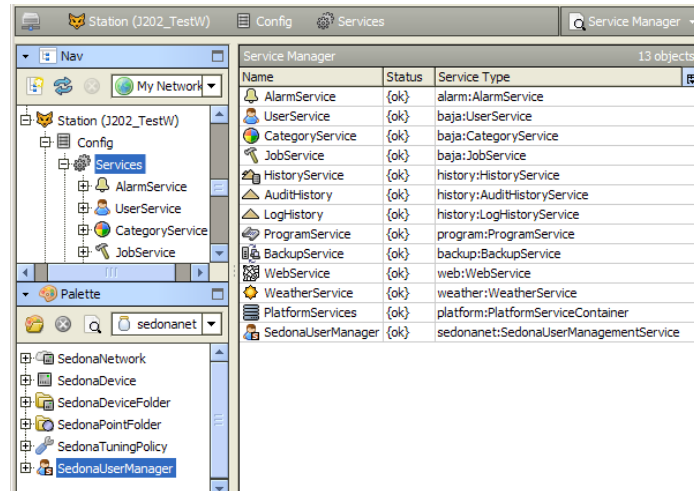 Station (J202_TestW) Config Services Service Manager
Nav
My Network
Station (J202_TestW)
Config
Services
AlarmService
UserService
CategoryService
JobService
Palette
sedonanet
SedonaNetwork
SedonaDevice
SedonaDeviceFolder
SedonaPointFolder
SedonaTuningPolicy
SedonaUserManager
Service Manager 13 objects
Name Status Service Type
AlarmService {ok} alarm:AlarmService
UserService {ok} baja:UserService
CategoryService {ok} baja:CategoryService
JobService {ok} baja:JobService
HistoryService {ok} history:HistoryService
AuditHistory {ok} history:AuditHistoryService
LogHistory {ok} history:LogHistoryService
ProgramService {ok} program:ProgramService
BackupService {ok} backup:BackupService
WebService {ok} web:WebService
WeatherService {ok} weather:WeatherService
PlatformServices {ok} platform:PlatformServiceContainer
SedonaUserManager {ok} sedonanet:SedonaUserManagementService